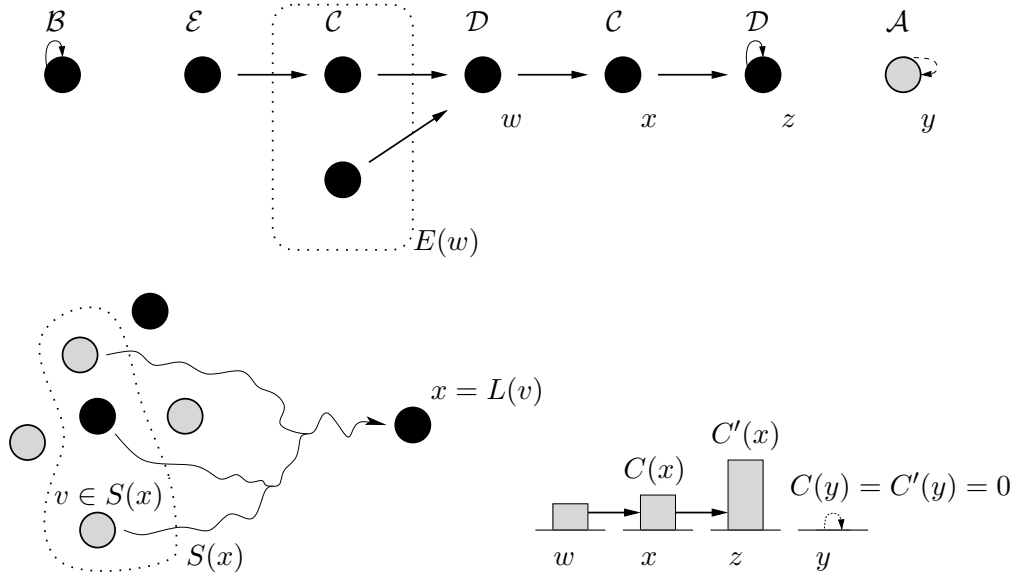 ℬ ℰ 𝒞 𝒟 𝒞 𝒟 𝒜
w x z y
E(w)
x = L(v)
C′(x)
C(x)
C(y) = C′(y) = 0
v ∈ S(x)
S(x)
w x z y